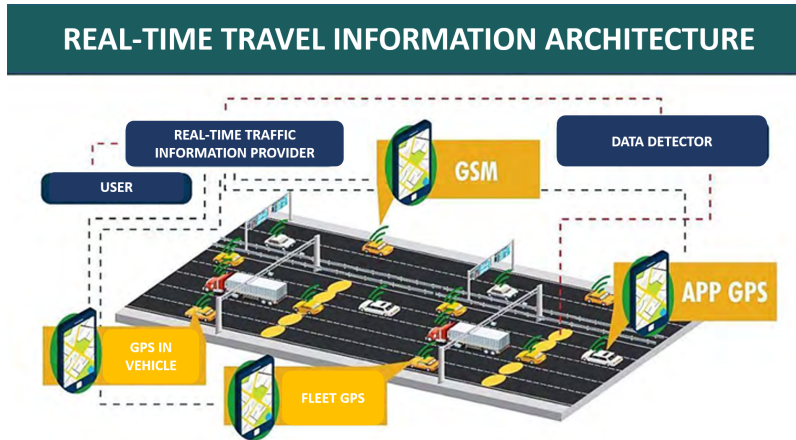 REAL-TIME TRAVEL INFORMATION ARCHITECTURE
REAL-TIME TRAFFIC
INFORMATION PROVIDER
DATA DETECTOR
USER
GSM
APP GPS
GPS IN
VEHICLE
FLEET GPS